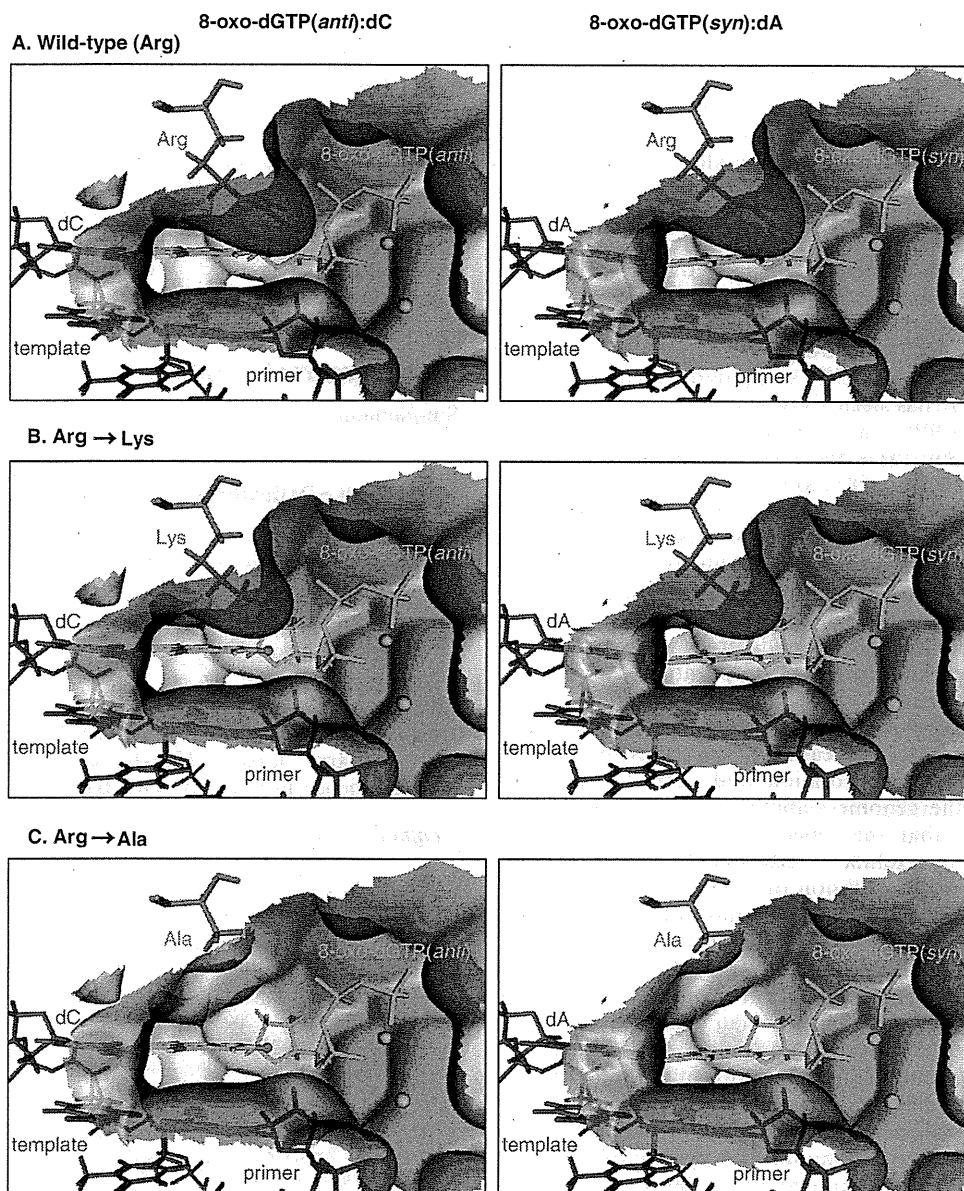 8-oxo-dGTP(anti):dC
8-oxo-dGTP(syn):dA
A. Wild-type (Arg)
Arg
8-oxo-dGTP(anti)
dC
template
primer
Arg
8-oxo-dGTP(syn)
dA
template
primer
B. Arg → Lys
Lys
8-oxo-dGTP(anti)
dC
template
primer
Lys
8-oxo-dGTP(syn)
dA
template
primer
C. Arg → Ala
Ala
8-oxo-dGTP(anti)
dC
template
primer
Ala
8-oxo-dGTP(syn)
dA
template
primer